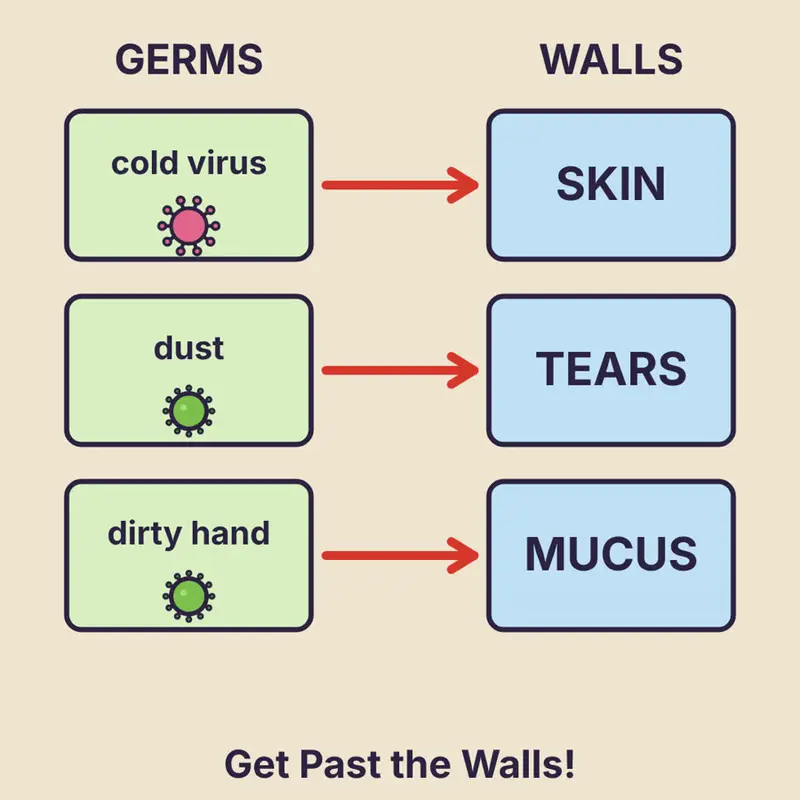 GERMS
WALLS
cold virus
SKIN
dust
TEARS
dirty hand
MUCUS
Get Past the Walls!